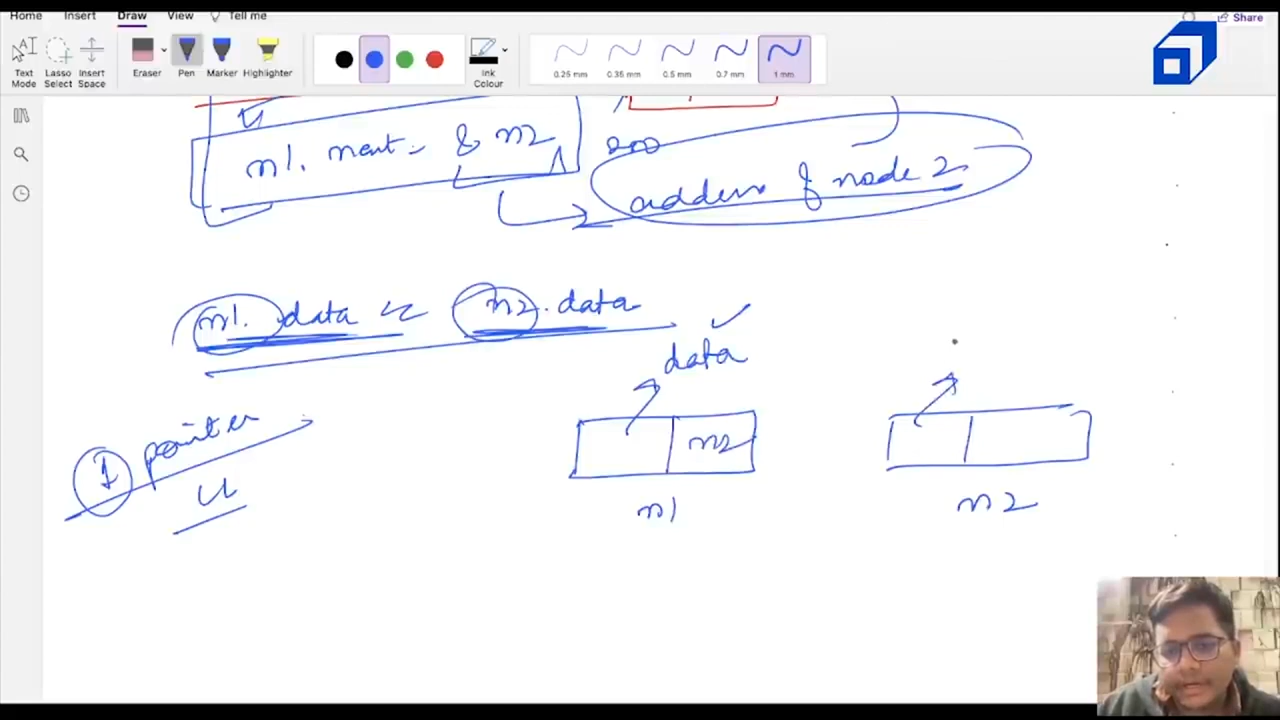 Home Insert Draw View Tell me Share
Text Mode Lasso Select Insert Space Eraser Pen Marker Highlighter Ink Colour 0.25 mm 0.35 mm 0.5 mm 0.7 mm 1 mm
n1. next = & n2
200
address of node 2
n1. data << n2. data
data
1 pointer
n2
n1 n2